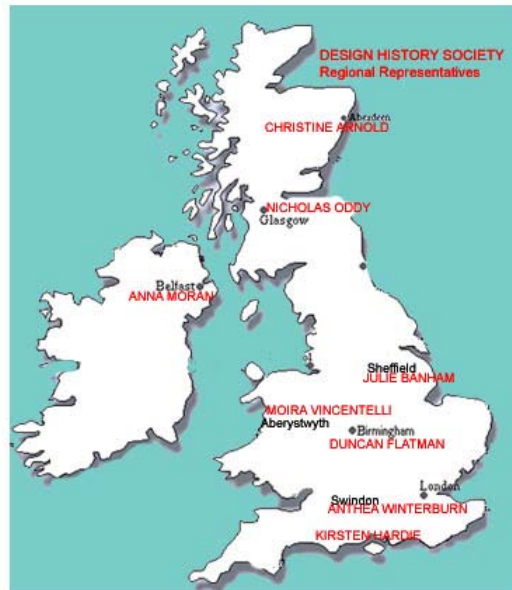 DESIGN HISTORY SOCIETY
Regional Representatives
Aberdeen
CHRISTINE ARNOLD
NICHOLAS ODDY
Glasgow
Belfast
ANNA MORAN
Sheffield
JULIE BANHAM
MOIRA VINCENTELLI
Aberystwyth
Birmingham
DUNCAN FLATMAN
London
Swindon
ANTHEA WINTERBURN
KIRSTEN HARDIE